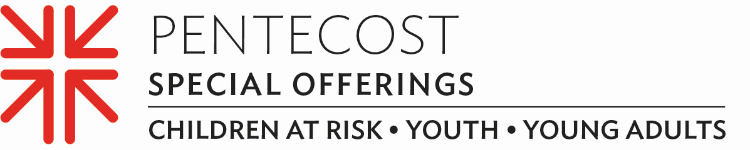 PENTECOST
SPECIAL OFFERINGS
CHILDREN AT RISK • YOUTH • YOUNG ADULTS